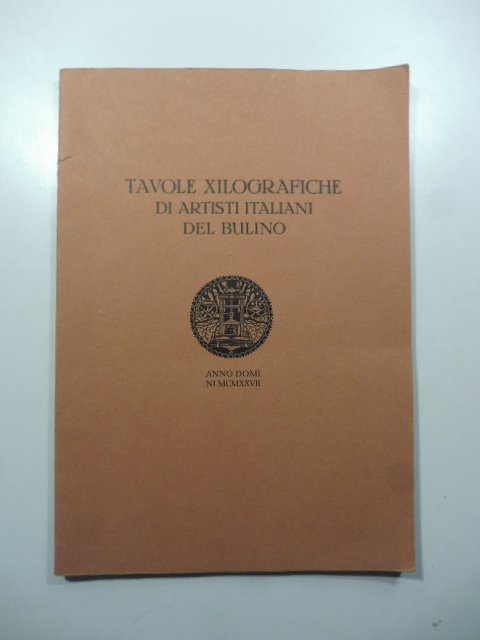 TAVOLE XILOGRAFICHE
DI ARTISTI ITALIANI
DEL BULINO
ANNO DOMI
NI MCMXXVII